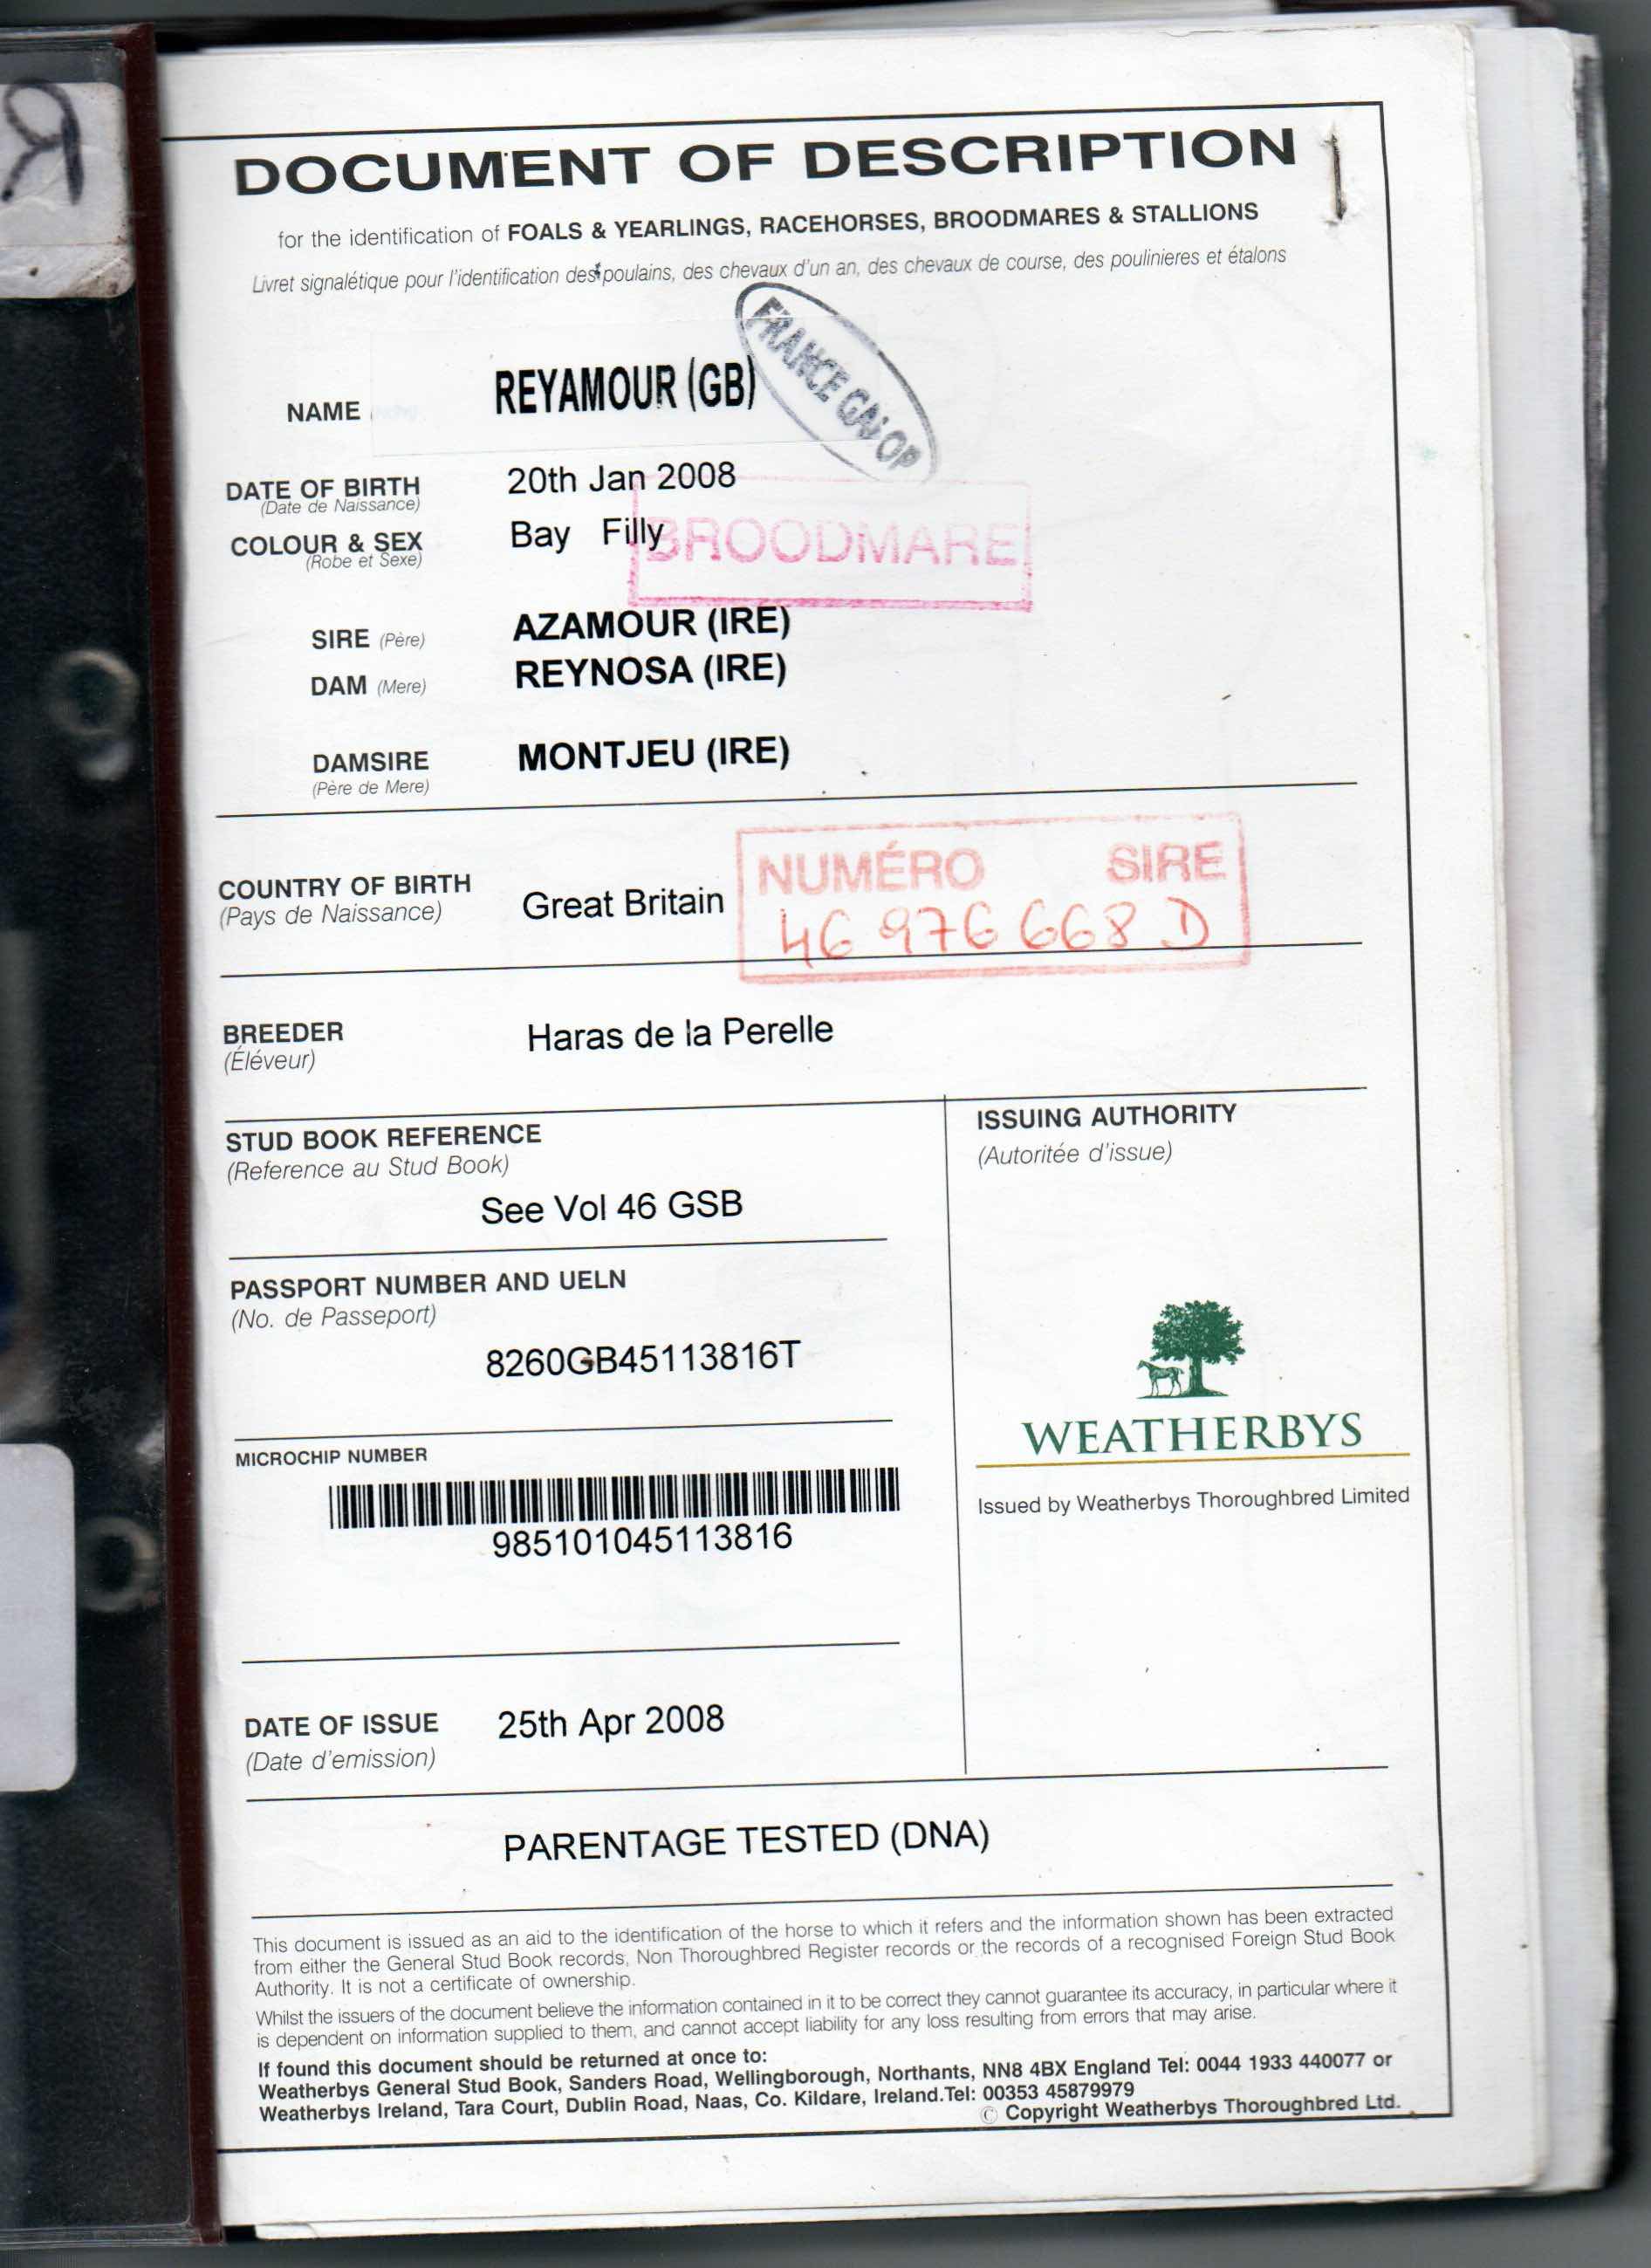 R
DOCUMENT OF DESCRIPTION
for the identification of FOALS & YEARLINGS, RACEHORSES, BROODMARES & STALLIONS
Livret signalétique pour l'identification des poulains, des chevaux d'un an, des chevaux de course, des poulinieres et étalons
FRANCE GALOP
NAME REYAMOUR (GB)
DATE OF BIRTH 20th Jan 2008
(Date de Naissance)
COLOUR & SEX Bay Filly
(Robe et Sexe)
BROODMARE
SIRE (Père) AZAMOUR (IRE)
DAM (Mere) REYNOSA (IRE)
DAMSIRE MONTJEU (IRE)
(Père de Mere)
NUMÉRO SIRE
46 976 668 D
COUNTRY OF BIRTH Great Britain
(Pays de Naissance)
BREEDER Haras de la Perelle
(Éléveur)
STUD BOOK REFERENCE
(Reference au Stud Book)
See Vol 46 GSB
PASSPORT NUMBER AND UELN
(No. de Passeport)
8260GB45113816T
MICROCHIP NUMBER
985101045113816
ISSUING AUTHORITY
(Autoritée d'issue)
WEATHERBYS
Issued by Weatherbys Thoroughbred Limited
DATE OF ISSUE 25th Apr 2008
(Date d'emission)
PARENTAGE TESTED (DNA)
This document is issued as an aid to the identification of the horse to which it refers and the information shown has been extracted
from either the General Stud Book records, Non Thoroughbred Register records or the records of a recognised Foreign Stud Book
Authority. It is not a certificate of ownership.
Whilst the issuers of the document believe the information contained in it to be correct they cannot guarantee its accuracy, in particular where it
is dependent on information supplied to them, and cannot accept liability for any loss resulting from errors that may arise.
If found this document should be returned at once to:
Weatherbys General Stud Book, Sanders Road, Wellingborough, Northants, NN8 4BX England Tel: 0044 1933 440077 or
Weatherbys Ireland, Tara Court, Dublin Road, Naas, Co. Kildare, Ireland.Tel: 00353 45879979
© Copyright Weatherbys Thoroughbred Ltd.